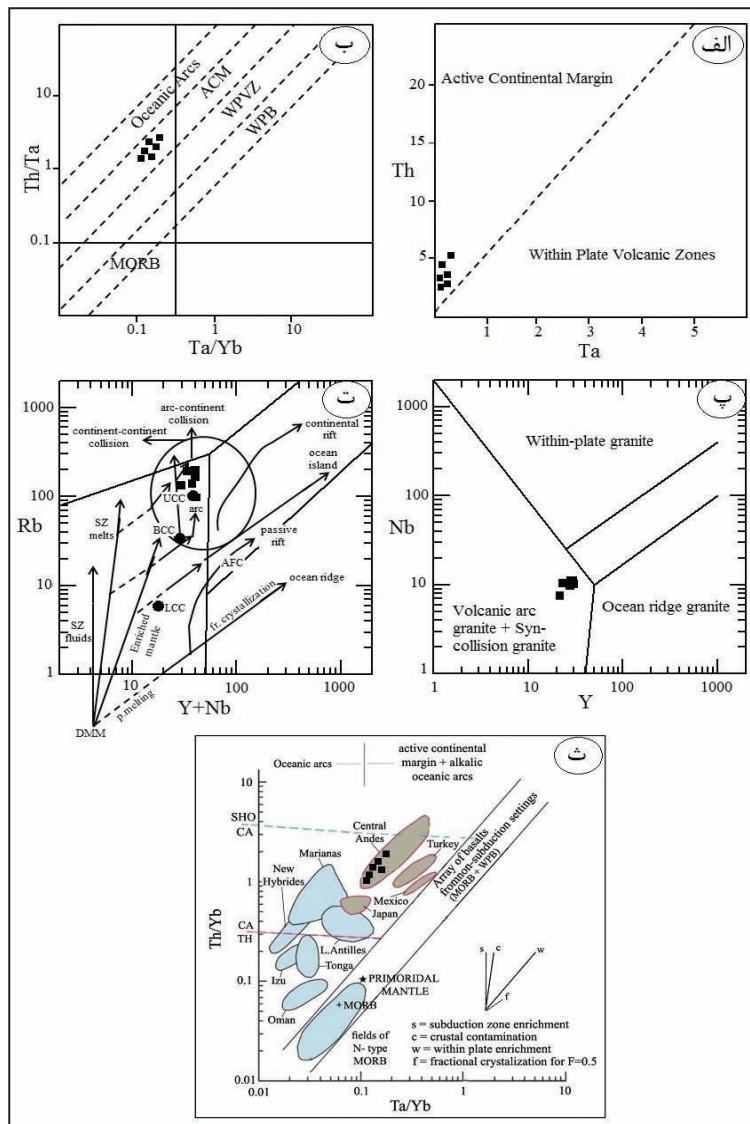 الف
20
15
Th
10
5
Active Continental Margin
Within Plate Volcanic Zones
1
2
3
4
5
Ta
ب
10
1
0.1
Th/Ta
Oceanic Arcs
ACM
WPVZ
WPB
MORB
0.1
1
10
Ta/Yb
پ
1000
100
Nb
10
1
Within-plate granite
Volcanic arc
granite + Syn-
collision granite
Ocean ridge granite
1
10
100
1000
Y
ت
1000
100
Rb
10
1
arc-continent
collision
continent-continent
collision
continental
rift
ocean
island
SZ
melts
UCC
arc
BCC
passive
rift
AFC
ocean ridge
LCC
SZ
fluids
Enriched
mantle
fr. crystallization
p.melting
DMM
10
100
1000
Y+Nb
ث
Oceanic arcs
active continental
margin + alkalic
oceanic arcs
10
1
0.1
0.01
Th/Yb
SHO
CA
CA
TH
Central
Andes
Turkey
Marianas
New
Hybrides
Mexico
Japan
L.Antilles
Tonga
Izu
Oman
Array of basalts
fromnon-subduction settings
(MORB + WPB)
PRIMORIDAL
MANTLE
+MORB
fields of
N- type
MORB
s
c
w
f
s = subduction zone enrichment
c = crustal contamination
w = within plate enrichment
f = fractional crystalization for F=0.5
0.01
0.1
1
10
Ta/Yb